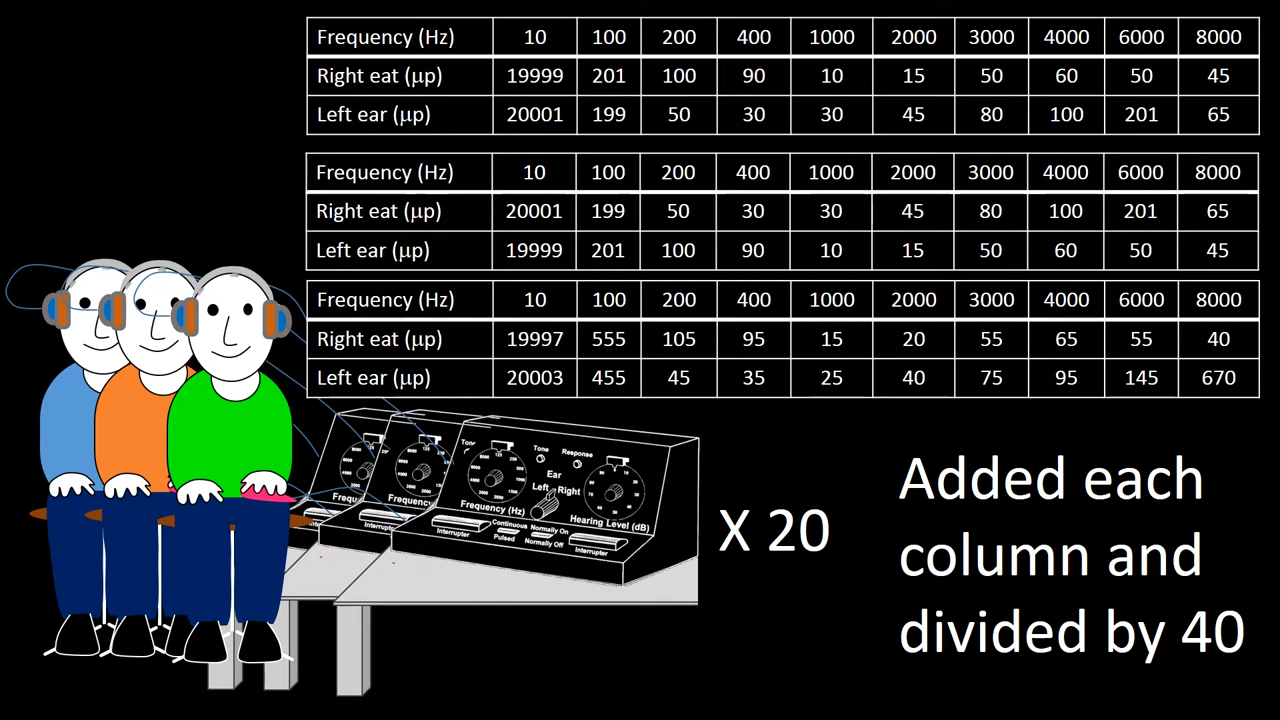 Frequency (Hz) 10 100 200 400 1000 2000 3000 4000 6000 8000
Right eat (µp) 19999 201 100 90 10 15 50 60 50 45
Left ear (µp) 20001 199 50 30 30 45 80 100 201 65
Frequency (Hz) 10 100 200 400 1000 2000 3000 4000 6000 8000
Right eat (µp) 20001 199 50 30 30 45 80 100 201 65
Left ear (µp) 19999 201 100 90 10 15 50 60 50 45
Frequency (Hz) 10 100 200 400 1000 2000 3000 4000 6000 8000
Right eat (µp) 19997 555 105 95 15 20 55 65 55 40
Left ear (µp) 20003 455 45 35 25 40 75 95 145 670
Tone Response
Ear
Left Right
Frequency (Hz)
Hearing Level (dB)
Continuous Normally On
Pulsed Normally Off
Interrupter Interrupter
X 20
Added each
column and
divided by 40